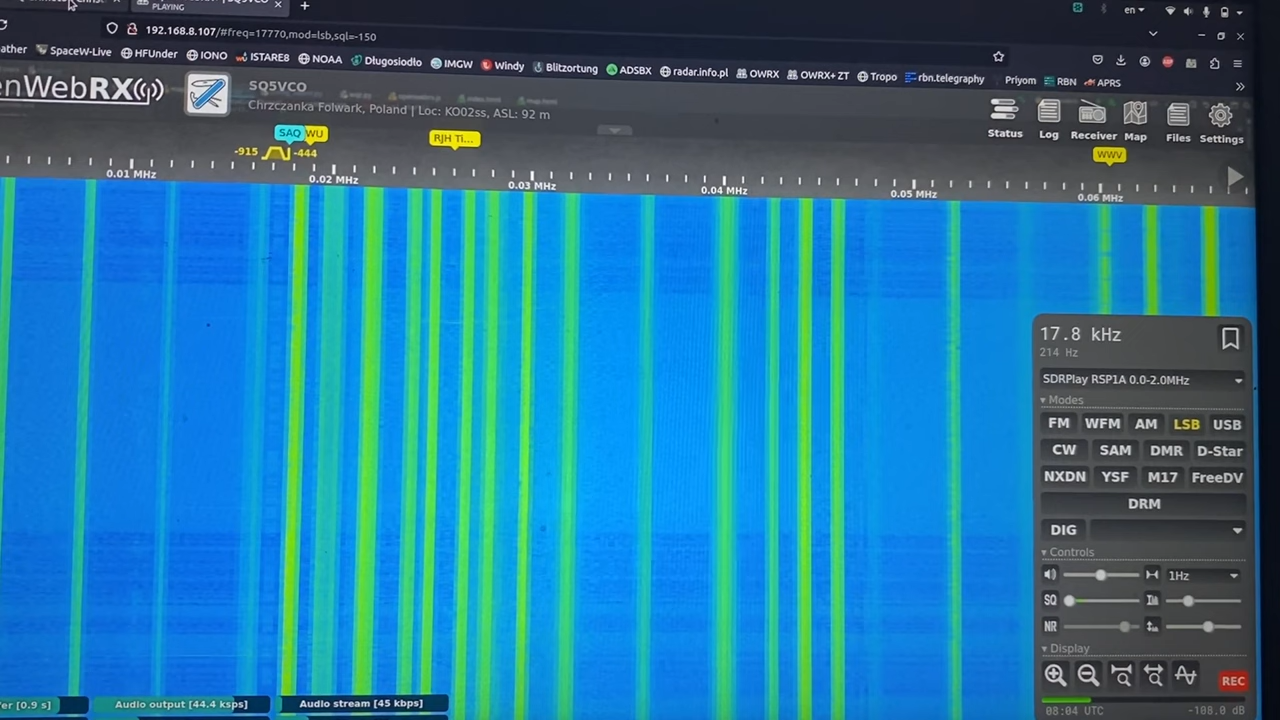 PLAYING
SQ5VCO
en
192.168.8.107/#freq=17770,mod=lsb,sql=-150
ather SpaceW-Live HFUnder IONO ISTARE8 NOAA Długosiodło IMGW Windy Blitzortung ADSBX radar.info.pl OWRX OWRX+ ZT Tropo rbn.telegraphy Priyom RBN APRS
enWebRX
SQ5VCO
Chrzczanka Folwark, Poland | Loc: KO02ss, ASL: 92 m
Status Log Receiver Map Files Settings
SAQ WU RJH Ti... WWV
-915 -444
0.01 MHz 0.02 MHz 0.03 MHz 0.04 MHz 0.05 MHz 0.06 MHz
17.8 kHz
214 Hz
SDRPlay RSP1A 0.0-2.0MHz
Modes
FM WFM AM LSB USB
CW SAM DMR D-Star
NXDN YSF M17 FreeDV
DRM
DIG
Controls
1Hz
SQ
NR
Display
REC
08:04 UTC -108.0 dB
er [0.9 s] Audio output [44.4 ksps] Audio stream [45 kbps]